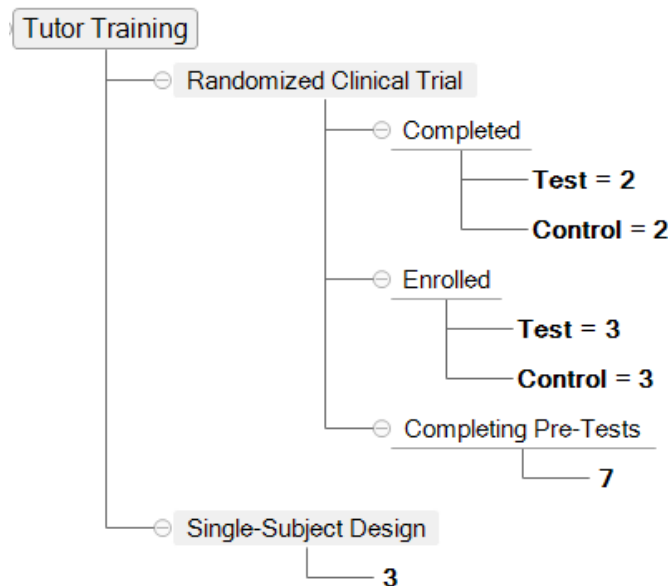 Tutor Training
Randomized Clinical Trial
Completed
Test = 2
Control = 2
Enrolled
Test = 3
Control = 3
Completing Pre-Tests
7
Single-Subject Design
3